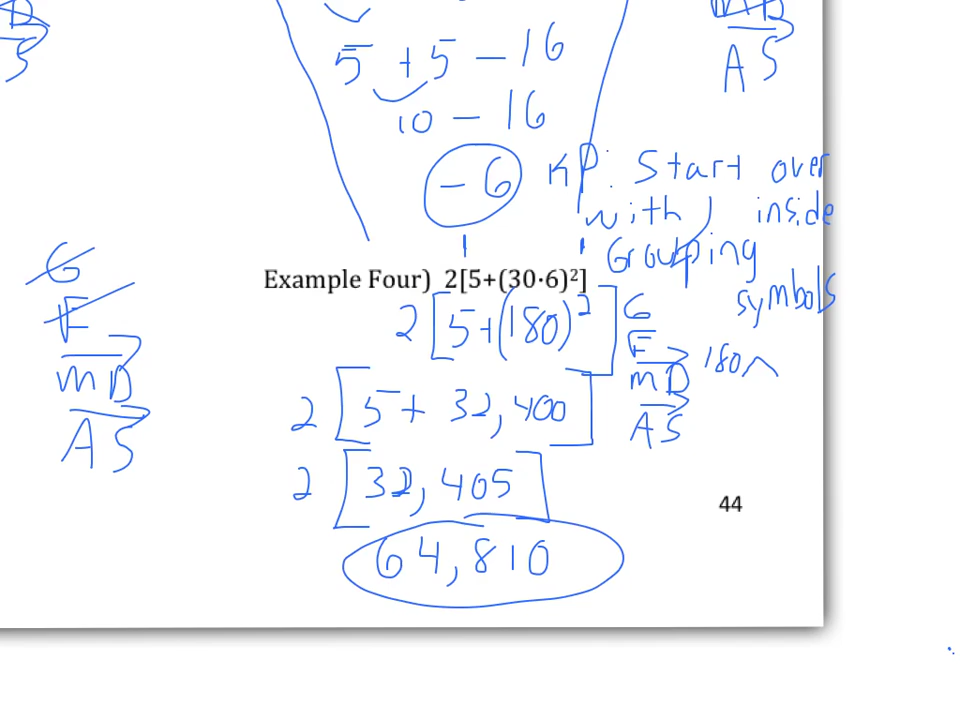 S
AS
5 + 5 - 16
10 - 16
-6
KP: Start over
with inside
Grouping
symbols
Example Four) 2[5+(30·6)²]
G
E
MD
AS
2[5+(180)²]
G
E
MD
AS
180^
2[5+ 32,400]
2[32,405]
64,810
44